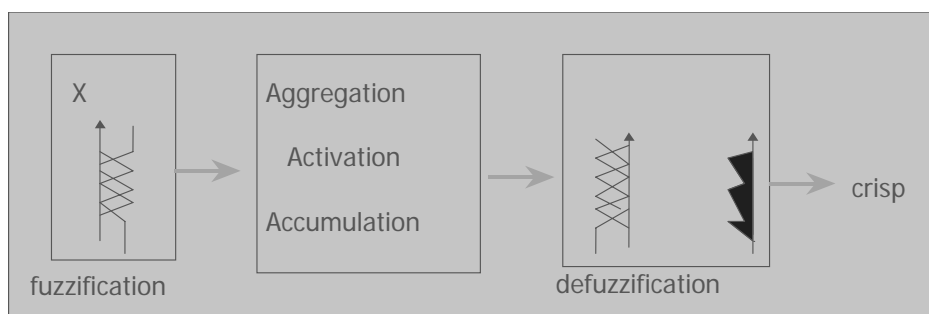 X
fuzzification
Aggregation
Activation
Accumulation
defuzzification
crisp